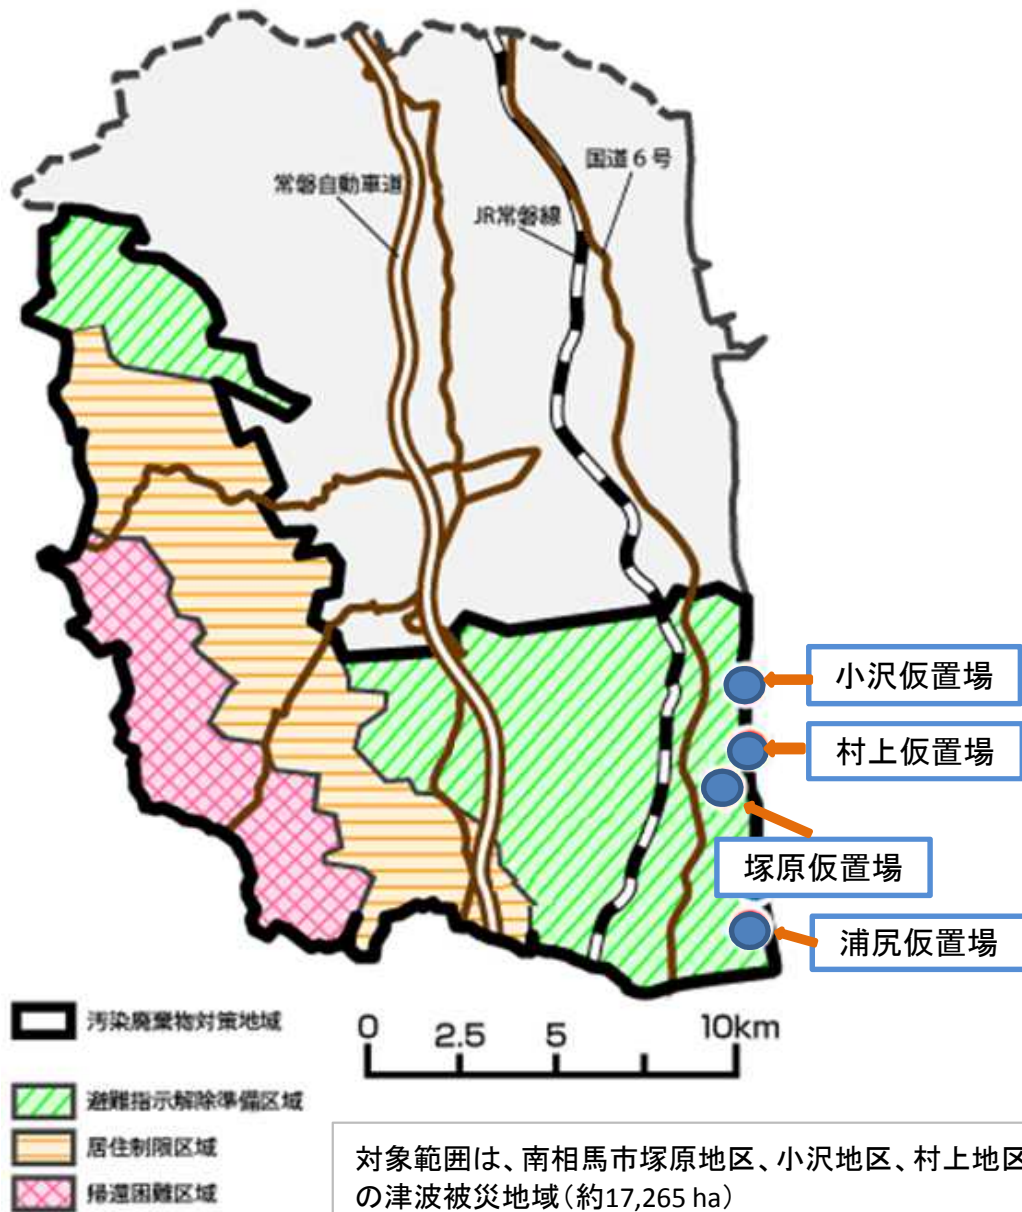 国道６号
常磐自動車道
JR常磐線
小沢仮置場
村上仮置場
塚原仮置場
浦尻仮置場
汚染廃棄物対策地域
0 2.5 5 10km
避難指示解除準備区域
居住制限区域
帰還困難区域
対象範囲は、南相馬市塚原地区、小沢地区、村上地区
の津波被災地域（約17,265 ha）